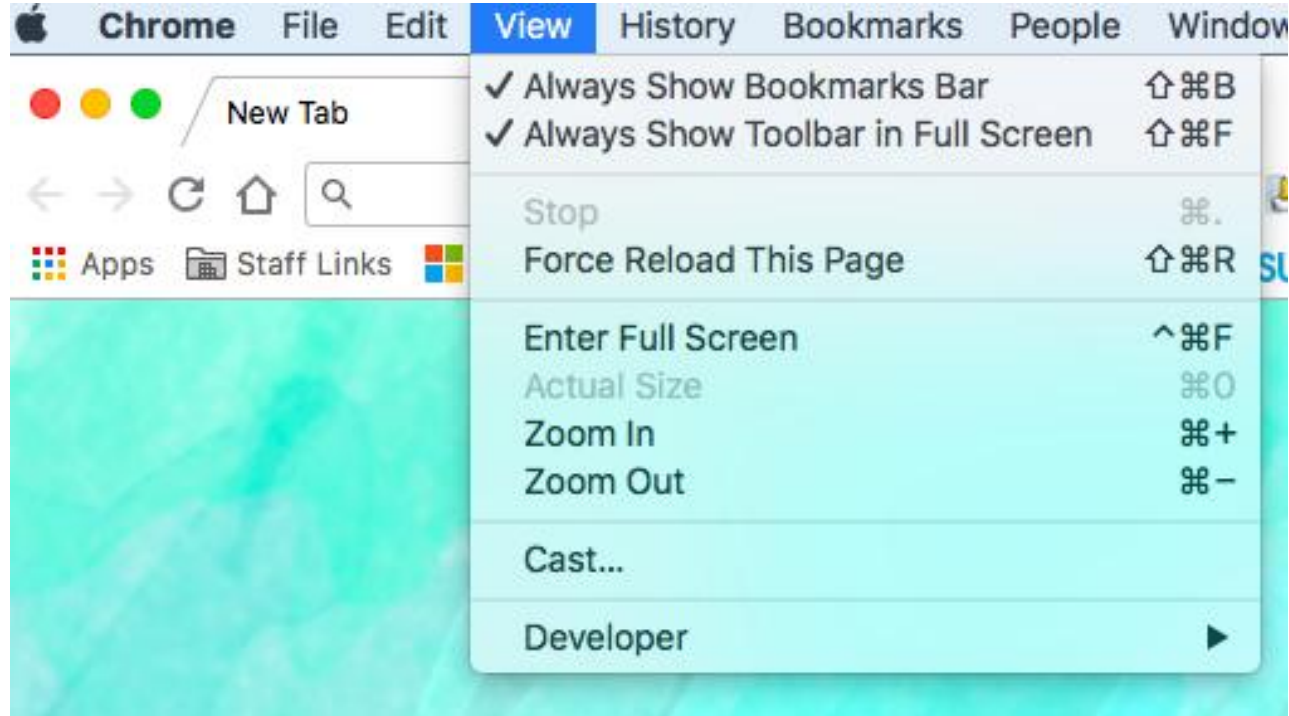 Chrome File Edit View History Bookmarks People Window
New Tab
✓ Always Show Bookmarks Bar ⇧⌘B
✓ Always Show Toolbar in Full Screen ⇧⌘F
Stop ⌘.
Force Reload This Page ⇧⌘R
Apps Staff Links
Enter Full Screen ^⌘F
Actual Size ⌘0
Zoom In ⌘+
Zoom Out ⌘−
Cast...
Developer ▶